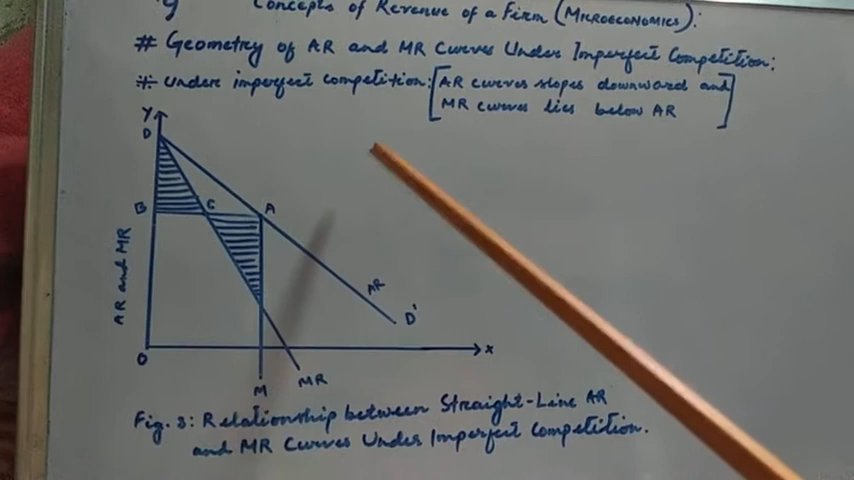 Concepts of Revenue of a Firm (MICROECONOMICS):
# Geometry of AR and MR Curves Under Imperfect Competition:
* Under imperfect competition: [AR curves slopes downward and
MR curves lies below AR]
Y
D
B
C
A
AR and MR
AR
D'
O
X
M
MR
Fig. 3: Relationship between Straight-Line AR
and MR Curves Under Imperfect Competition.